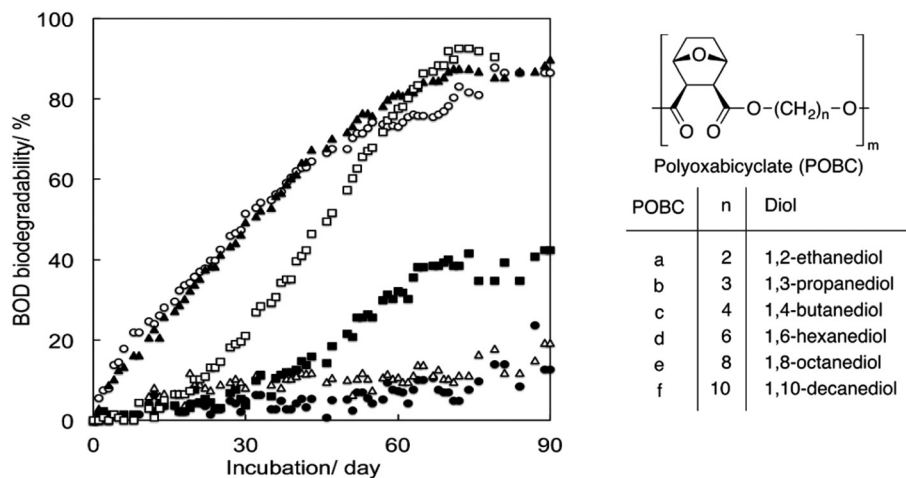 100
80
60
40
20
0
BOD biodegradability/ %
0 30 60 90
Incubation/ day
O
O O
O–(CH2)n–O
m
Polyoxabicyclate (POBC)
POBC n Diol
a 2 1,2-ethanediol
b 3 1,3-propanediol
c 4 1,4-butanediol
d 6 1,6-hexanediol
e 8 1,8-octanediol
f 10 1,10-decanediol